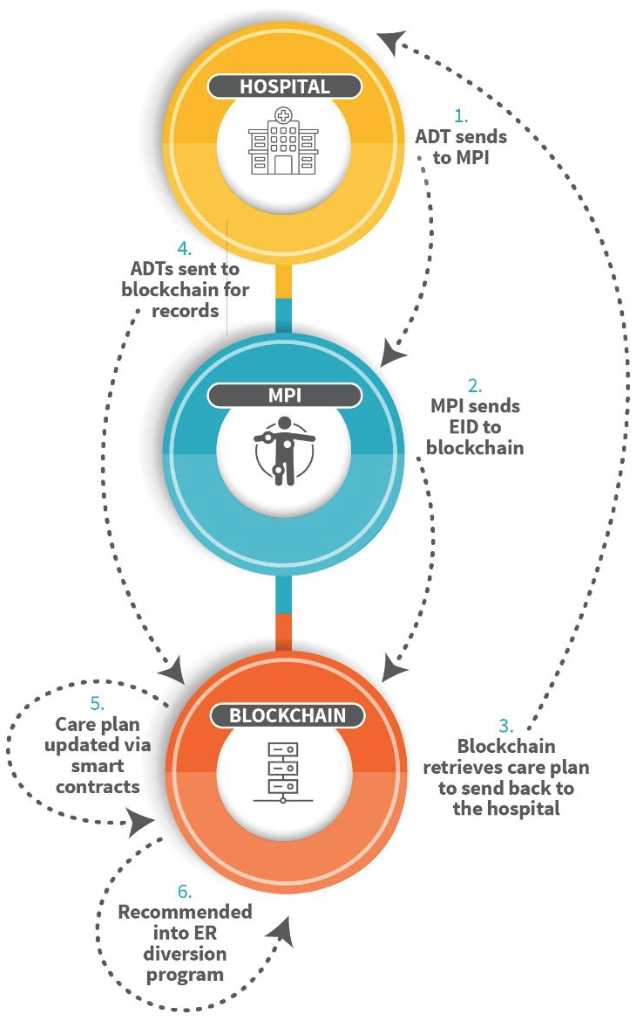 HOSPITAL
1.
ADT sends
to MPI
4.
ADTs sent to
blockchain for
records
MPI
2.
MPI sends
EID to
blockchain
BLOCKCHAIN
3.
Blockchain
retrieves care plan
to send back to
the hospital
5.
Care plan
updated via
smart
contracts
6.
Recommended
into ER
diversion
program